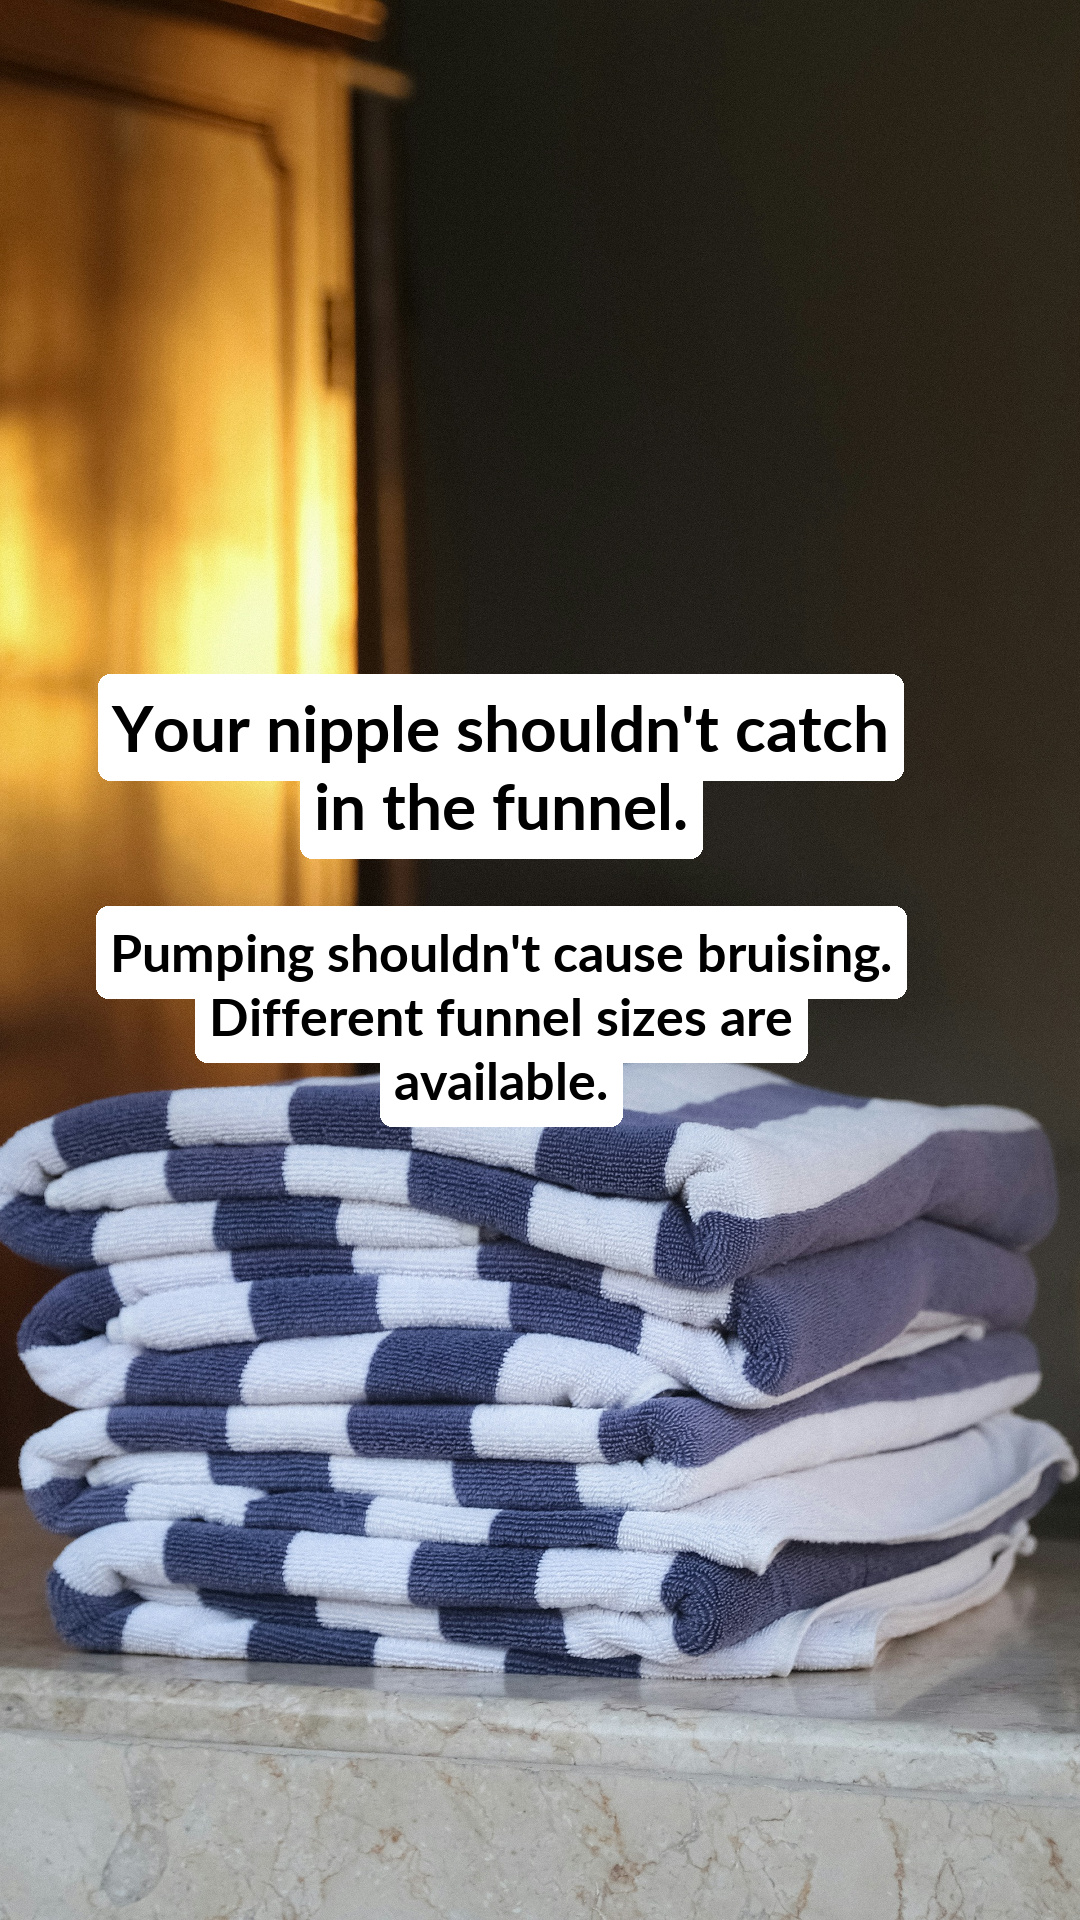 Your nipple shouldn't catch
in the funnel.
Pumping shouldn't cause bruising.
Different funnel sizes are
available.